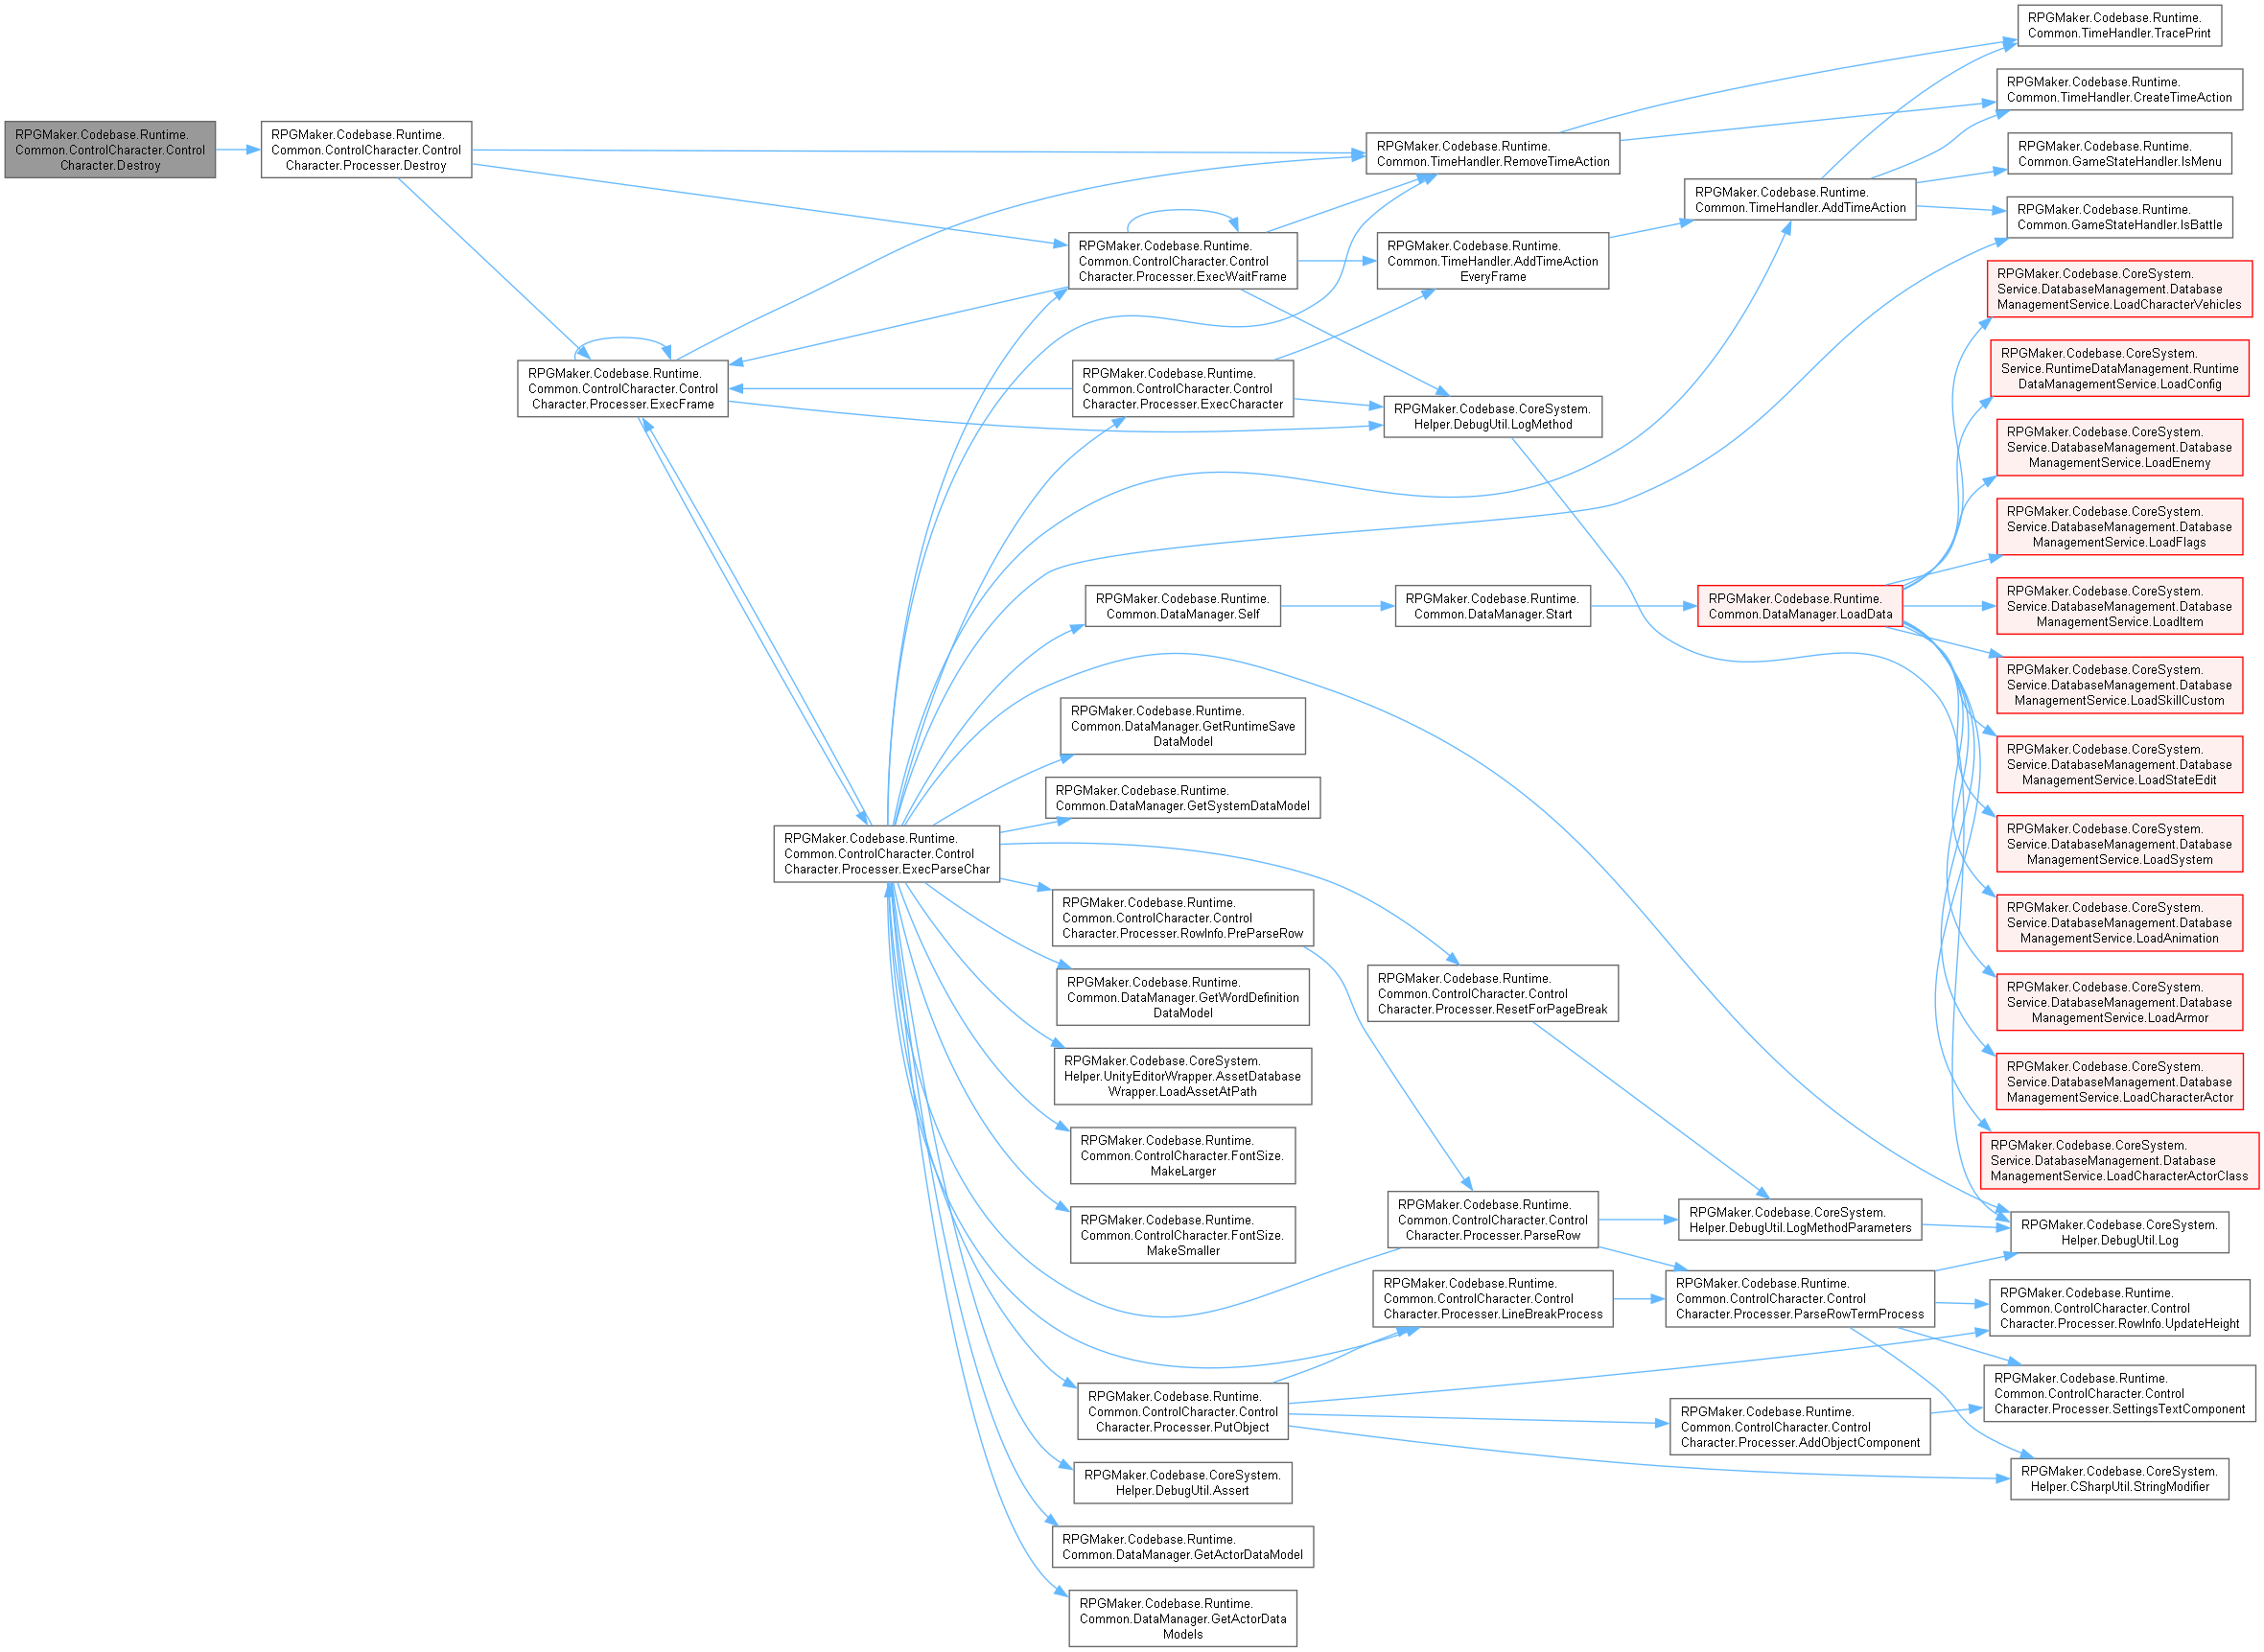 RPGMaker.Codebase.Runtime.
Common.ControlCharacter.Control
Character.Destroy
RPGMaker.Codebase.Runtime.
Common.ControlCharacter.Control
Character.Processer.Destroy
RPGMaker.Codebase.Runtime.
Common.ControlCharacter.Control
Character.Processer.ExecFrame
RPGMaker.Codebase.Runtime.
Common.ControlCharacter.Control
Character.Processer.ExecParseChar
RPGMaker.Codebase.Runtime.
Common.ControlCharacter.Control
Character.Processer.ExecWaitFrame
RPGMaker.Codebase.Runtime.
Common.ControlCharacter.Control
Character.Processer.ExecCharacter
RPGMaker.Codebase.Runtime.
Common.DataManager.Self
RPGMaker.Codebase.Runtime.
Common.DataManager.GetRuntimeSave
DataModel
RPGMaker.Codebase.Runtime.
Common.DataManager.GetSystemDataModel
RPGMaker.Codebase.Runtime.
Common.ControlCharacter.Control
Character.Processer.RowInfo.PreParseRow
RPGMaker.Codebase.Runtime.
Common.DataManager.GetWordDefinition
DataModel
RPGMaker.Codebase.CoreSystem.
Helper.UnityEditorWrapper.AssetDatabase
Wrapper.LoadAssetAtPath
RPGMaker.Codebase.Runtime.
Common.ControlCharacter.FontSize.
MakeLarger
RPGMaker.Codebase.Runtime.
Common.ControlCharacter.FontSize.
MakeSmaller
RPGMaker.Codebase.Runtime.
Common.ControlCharacter.Control
Character.Processer.PutObject
RPGMaker.Codebase.CoreSystem.
Helper.DebugUtil.Assert
RPGMaker.Codebase.Runtime.
Common.DataManager.GetActorDataModel
RPGMaker.Codebase.Runtime.
Common.DataManager.GetActorData
Models
RPGMaker.Codebase.Runtime.
Common.TimeHandler.RemoveTimeAction
RPGMaker.Codebase.Runtime.
Common.TimeHandler.AddTimeAction
EveryFrame
RPGMaker.Codebase.CoreSystem.
Helper.DebugUtil.LogMethod
RPGMaker.Codebase.Runtime.
Common.DataManager.Start
RPGMaker.Codebase.Runtime.
Common.ControlCharacter.Control
Character.Processer.ResetForPageBreak
RPGMaker.Codebase.Runtime.
Common.ControlCharacter.Control
Character.Processer.ParseRow
RPGMaker.Codebase.Runtime.
Common.ControlCharacter.Control
Character.Processer.LineBreakProcess
RPGMaker.Codebase.Runtime.
Common.TimeHandler.AddTimeAction
RPGMaker.Codebase.Runtime.
Common.DataManager.LoadData
RPGMaker.Codebase.CoreSystem.
Helper.DebugUtil.LogMethodParameters
RPGMaker.Codebase.Runtime.
Common.ControlCharacter.Control
Character.Processer.ParseRowTermProcess
RPGMaker.Codebase.Runtime.
Common.ControlCharacter.Control
Character.Processer.AddObjectComponent
RPGMaker.Codebase.Runtime.
Common.TimeHandler.TracePrint
RPGMaker.Codebase.Runtime.
Common.TimeHandler.CreateTimeAction
RPGMaker.Codebase.Runtime.
Common.GameStateHandler.IsMenu
RPGMaker.Codebase.Runtime.
Common.GameStateHandler.IsBattle
RPGMaker.Codebase.CoreSystem.
Service.DatabaseManagement.Database
ManagementService.LoadCharacterVehicles
RPGMaker.Codebase.CoreSystem.
Service.RuntimeDataManagement.Runtime
DataManagementService.LoadConfig
RPGMaker.Codebase.CoreSystem.
Service.DatabaseManagement.Database
ManagementService.LoadEnemy
RPGMaker.Codebase.CoreSystem.
Service.DatabaseManagement.Database
ManagementService.LoadFlags
RPGMaker.Codebase.CoreSystem.
Service.DatabaseManagement.Database
ManagementService.LoadItem
RPGMaker.Codebase.CoreSystem.
Service.DatabaseManagement.Database
ManagementService.LoadSkillCustom
RPGMaker.Codebase.CoreSystem.
Service.DatabaseManagement.Database
ManagementService.LoadStateEdit
RPGMaker.Codebase.CoreSystem.
Service.DatabaseManagement.Database
ManagementService.LoadSystem
RPGMaker.Codebase.CoreSystem.
Service.DatabaseManagement.Database
ManagementService.LoadAnimation
RPGMaker.Codebase.CoreSystem.
Service.DatabaseManagement.Database
ManagementService.LoadArmor
RPGMaker.Codebase.CoreSystem.
Service.DatabaseManagement.Database
ManagementService.LoadCharacterActor
RPGMaker.Codebase.CoreSystem.
Service.DatabaseManagement.Database
ManagementService.LoadCharacterActorClass
RPGMaker.Codebase.CoreSystem.
Helper.DebugUtil.Log
RPGMaker.Codebase.Runtime.
Common.ControlCharacter.Control
Character.Processer.RowInfo.UpdateHeight
RPGMaker.Codebase.Runtime.
Common.ControlCharacter.Control
Character.Processer.SettingsTextComponent
RPGMaker.Codebase.CoreSystem.
Helper.CSharpUtil.StringModifier